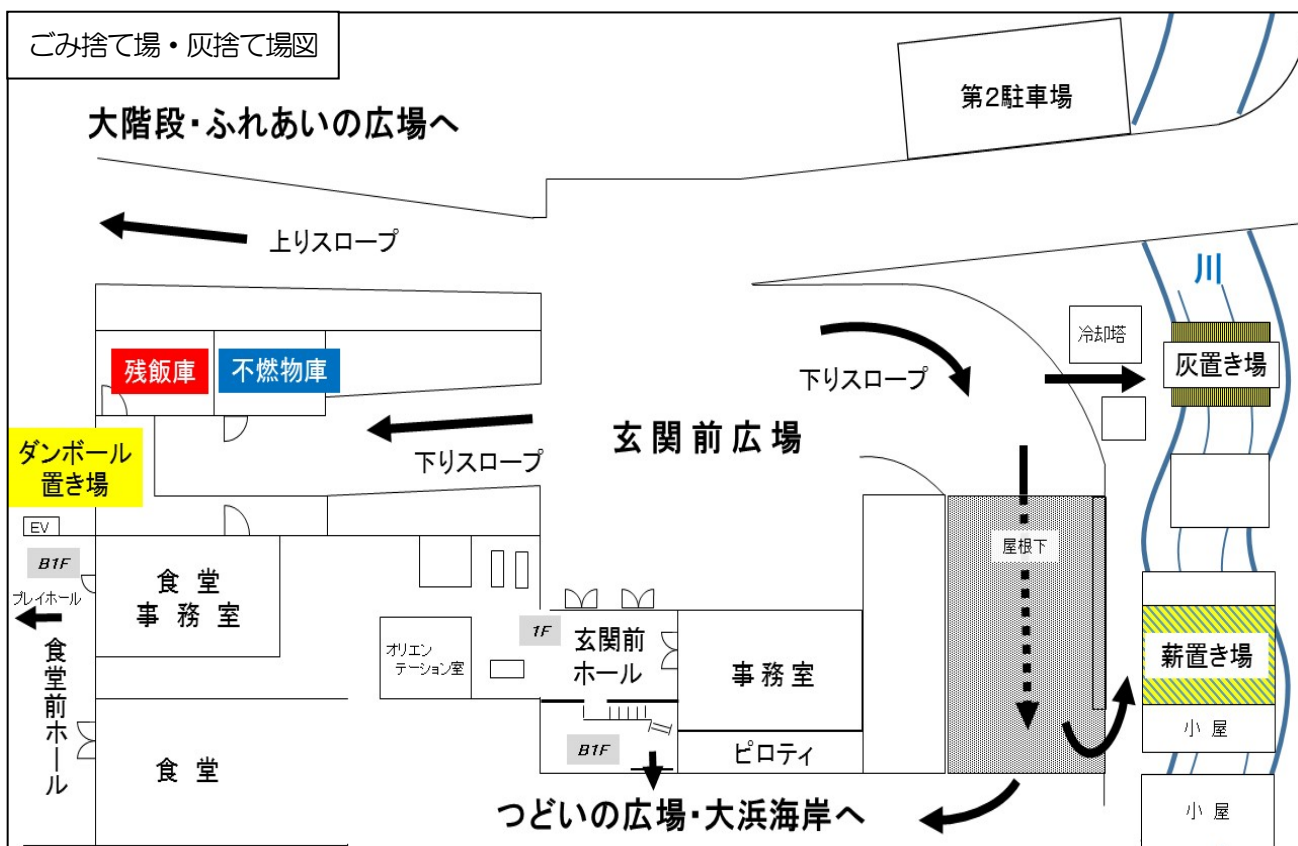 ごみ捨て場・灰捨て場図
大階段・ふれあいの広場へ
第2駐車場
上りスロープ
川
冷却塔
灰置き場
残飯庫
不燃物庫
下りスロープ
玄関前広場
ダンボール
置き場
下りスロープ
EV
B1F
プレイホール
食堂
事務室
屋根下
1F
玄関前
ホール
オリエン
テーション室
事務室
薪置き場
食堂前ホール
食堂
B1F
ピロティ
小屋
つどいの広場・大浜海岸へ
小屋